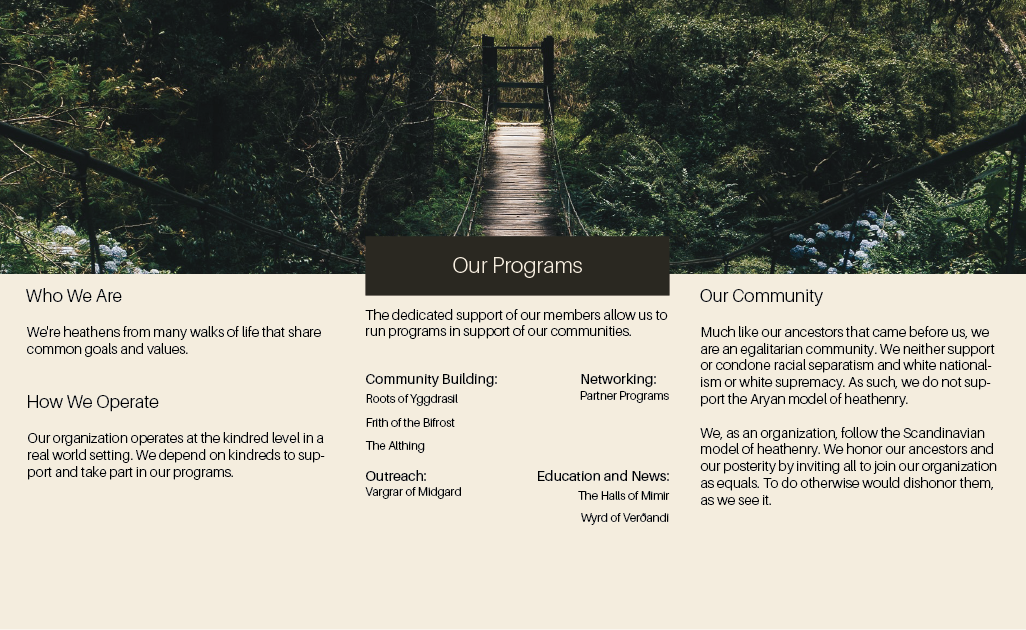 Our Programs
Who We Are
We're heathens from many walks of life that share
common goals and values.
How We Operate
Our organization operates at the kindred level in a
real world setting. We depend on kindreds to sup-
port and take part in our programs.
The dedicated support of our members allow us to
run programs in support of our communities.
Community Building:
Roots of Yggdrasil
Frith of the Bifrost
The Althing
Outreach:
Vargrar of Midgard
Networking:
Partner Programs
Education and News:
The Halls of Mimir
Wyrd of Verðandi
Our Community
Much like our ancestors that came before us, we
are an egalitarian community. We neither support
or condone racial separatism and white national-
ism or white supremacy. As such, we do not sup-
port the Aryan model of heathenry.
We, as an organization, follow the Scandinavian
model of heathenry. We honor our ancestors and
our posterity by inviting all to join our organization
as equals. To do otherwise would dishonor them,
as we see it.